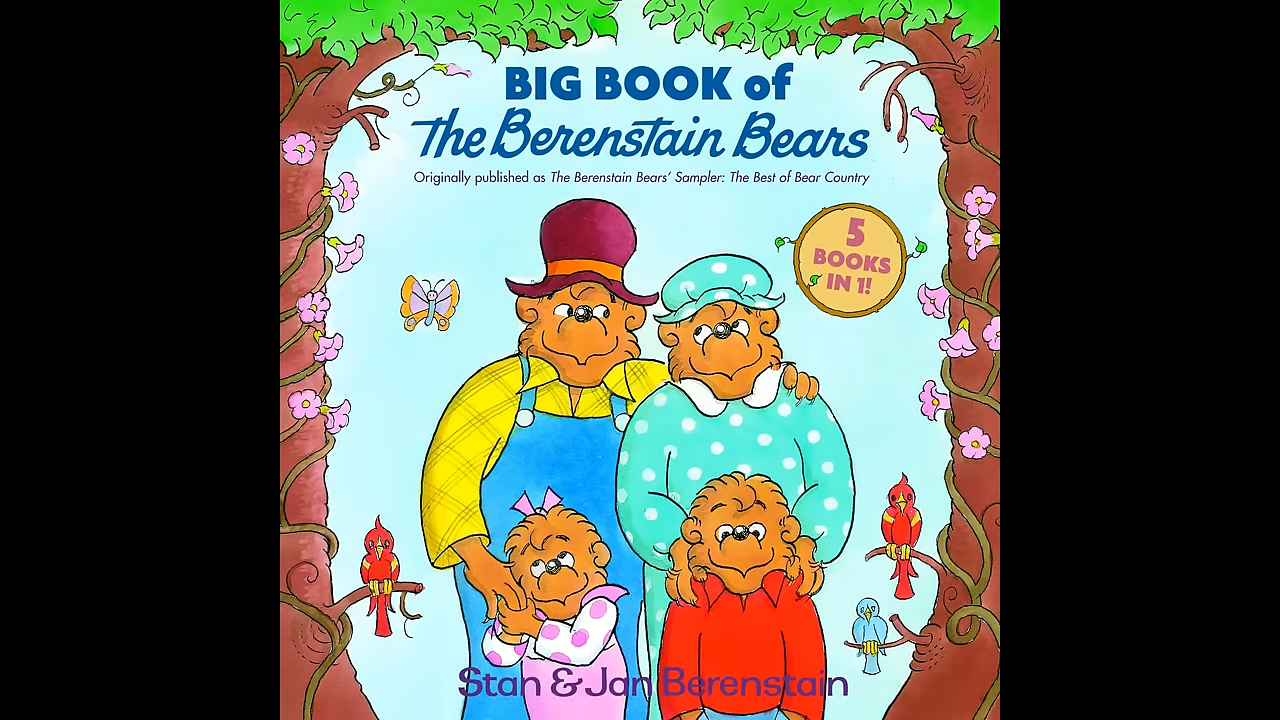 BIG BOOK of
The Berenstain Bears
Originally published as The Berenstain Bears’ Sampler: The Best of Bear Country
5
BOOKS
IN 1!
Stan & Jan Berenstain